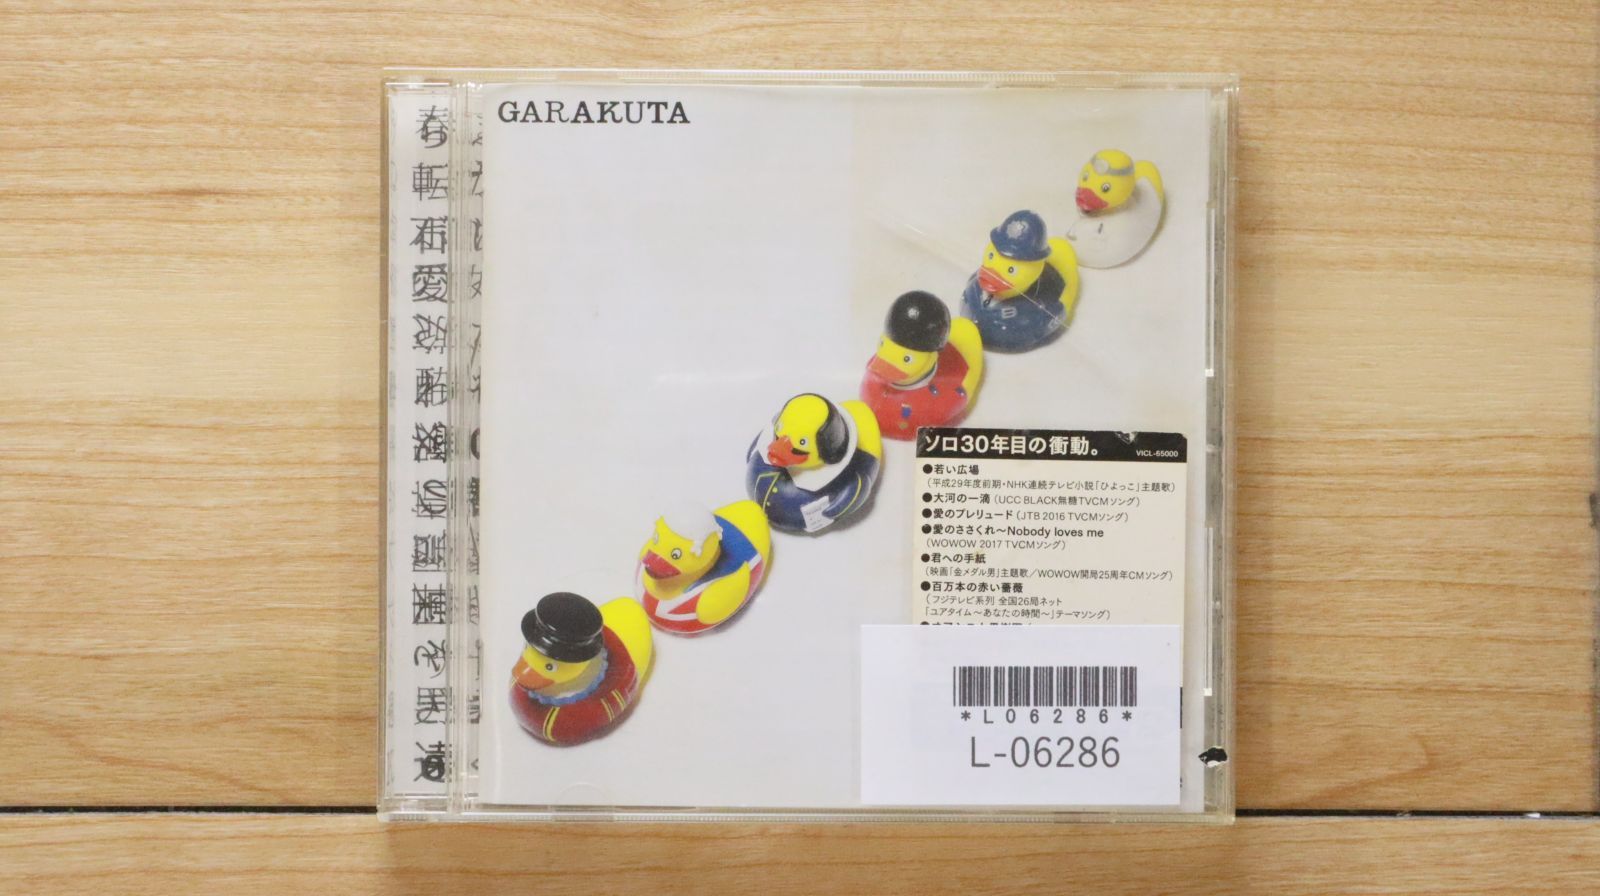 GARAKUTA
ソロ30年目の衝動。
VICL-65000
●若い広場
(平成29年度前期・NHK連続テレビ小説「ひよっこ」主題歌)
●大河の一滴 (UCC BLACK無糖TVCMソング)
●愛のプレリュード (JTB 2016 TVCMソング)
●愛のささくれ～Nobody loves me
(WOWOW 2017 TVCMソング)
●君への手紙
(映画「金メダル男」主題歌／WOWOW開局25周年CMソング)
●百万本の赤い薔薇
(フジテレビ系列 全国26局ネット
「ユアタイム～あなたの時間～」テーマソング)
*L06286*
L-06286